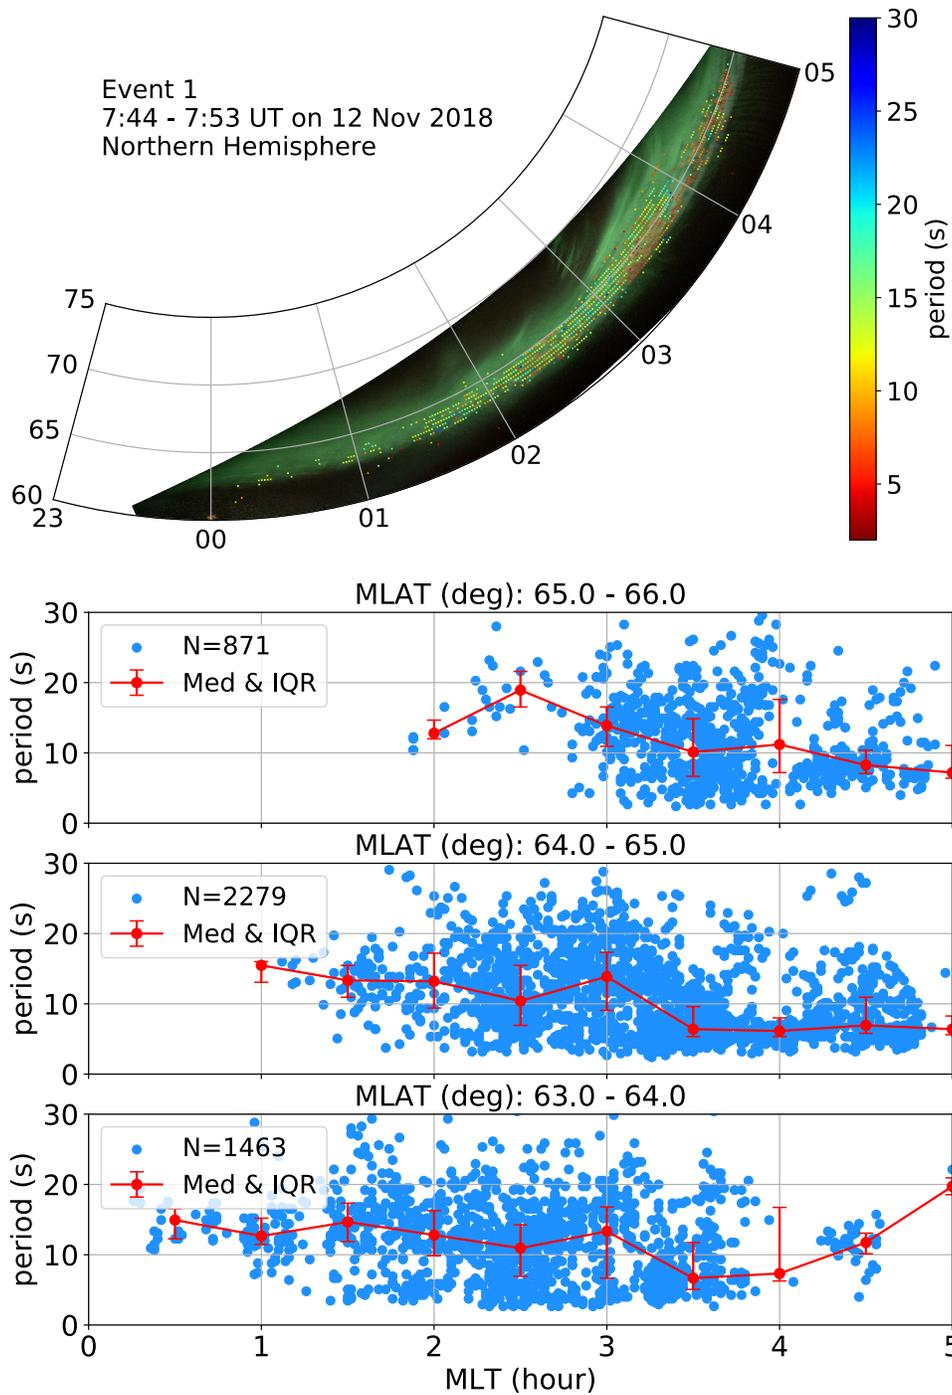 Event 1
7:44 - 7:53 UT on 12 Nov 2018
Northern Hemisphere
75
70
65
60
23
00
01
02
03
04
05
30
25
20
15
10
5
period (s)
MLAT (deg): 65.0 - 66.0
30
20
10
0
period (s)
N=871
Med & IQR
MLAT (deg): 64.0 - 65.0
30
20
10
0
period (s)
N=2279
Med & IQR
MLAT (deg): 63.0 - 64.0
30
20
10
0
period (s)
N=1463
Med & IQR
0 1 2 3 4 5
MLT (hour)